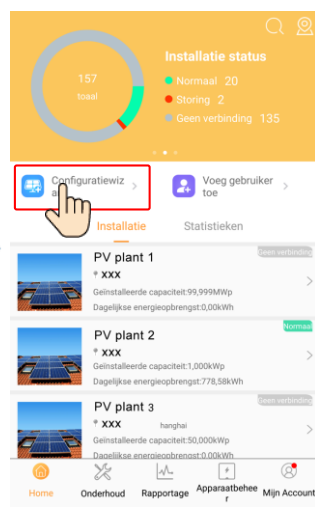 Installatie status
157
totaal
Normaal 20
Storing 2
Geen verbinding 135
Configuratiewiz
Voeg gebruiker
toe
Installatie
Statistieken
PV plant 1
Geen verbinding
XXX
Geïnstalleerde capaciteit:99,999MWp
Dagelijkse energieopbrengst:0,00kWh
PV plant 2
Normaal
XXX
Geïnstalleerde capaciteit:1,000kWp
Dagelijkse energieopbrengst:778,58kWh
PV plant 3
Geen verbinding
XXX hanghai
Geïnstalleerde capaciteit:50,000kWp
Dagelijkse energieopbrengst:0,00kWh
Home
Onderhoud
Rapportage
Apparaatbehee
r
Mijn Account